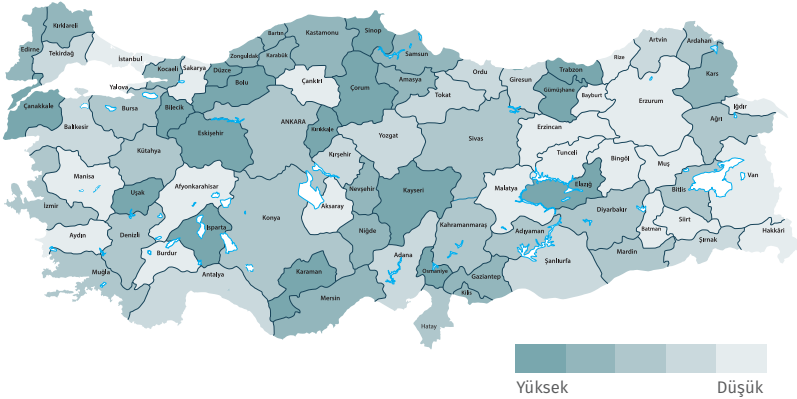 Kırklareli
Edirne
Tekirdağ
İstanbul
Kocaeli
Sakarya
Yalova
Düzce
Bolu
Zonguldak
Bartın
Karabük
Kastamonu
Sinop
Samsun
Çankırı
Çorum
Amasya
Tokat
Ordu
Giresun
Trabzon
Gümüşhane
Bayburt
Rize
Artvin
Ardahan
Kars
Iğdır
Ağrı
Erzurum
Erzincan
Çanakkale
Balıkesir
Bursa
Bilecik
Eskişehir
ANKARA
Kırıkkale
Kırşehir
Yozgat
Sivas
Tunceli
Bingöl
Muş
Van
Bitlis
Elazığ
Malatya
Kayseri
Nevşehir
Aksaray
Kütahya
Manisa
Uşak
Afyonkarahisar
İzmir
Aydın
Denizli
Isparta
Burdur
Muğla
Antalya
Konya
Karaman
Mersin
Niğde
Adana
Kahramanmaraş
Osmaniye
Gaziantep
Kilis
Hatay
Adıyaman
Şanlıurfa
Diyarbakır
Batman
Siirt
Mardin
Şırnak
Hakkâri
Yüksek
Düşük